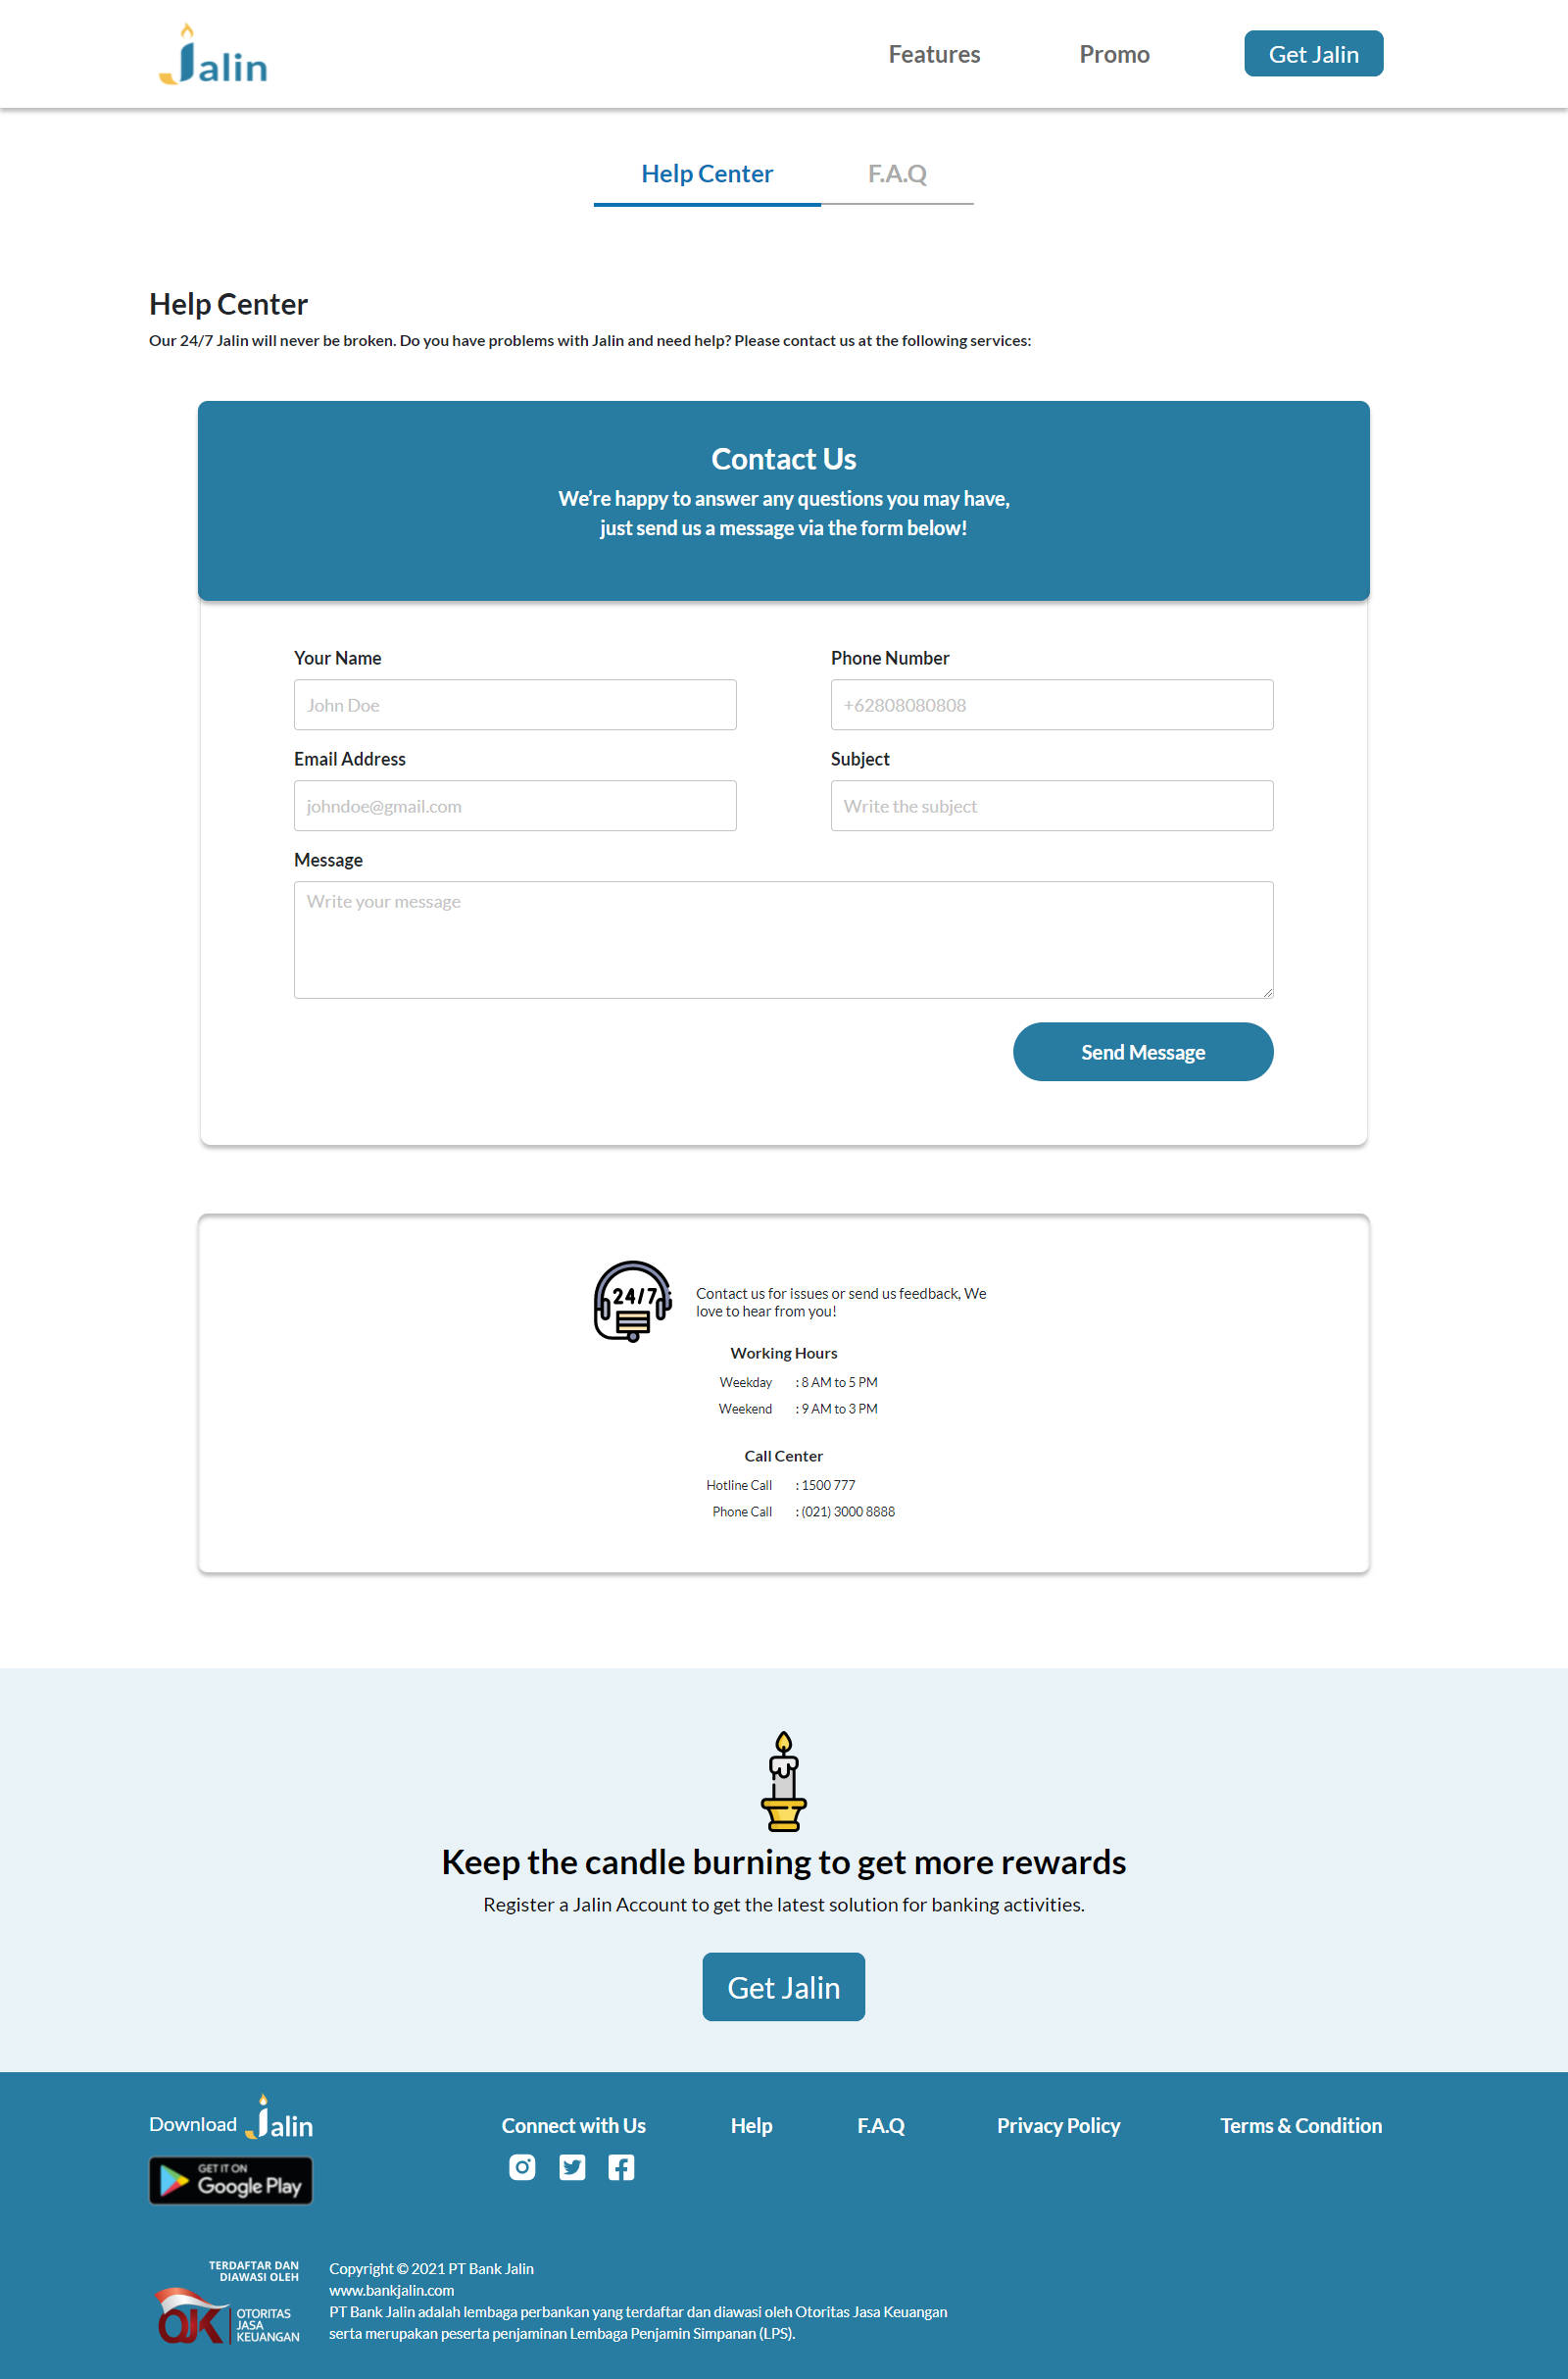 Jalin
Features
Promo
Get Jalin
Help Center
F.A.Q
Help Center
Our 24/7 Jalin will never be broken. Do you have problems with Jalin and need help? Please contact us at the following services:
Contact Us
We’re happy to answer any questions you may have,
just send us a message via the form below!
Your Name
Phone Number
John Doe
+62808080808
Email Address
Subject
johndoe@gmail.com
Write the subject
Message
Write your message
Send Message
24/7
Contact us for issues or send us feedback, We
love to hear from you!
Working Hours
Weekday : 8 AM to 5 PM
Weekend : 9 AM to 3 PM
Call Center
Hotline Call : 1500 777
Phone Call : (021) 3000 8888
Keep the candle burning to get more rewards
Register a Jalin Account to get the latest solution for banking activities.
Get Jalin
Download Jalin
Connect with Us
Help
F.A.Q
Privacy Policy
Terms & Condition
GET IT ON
Google Play
TERDAFTAR DAN
DIAWASI OLEH
OJK
OTORITAS
JASA
KEUANGAN
Copyright © 2021 PT Bank Jalin
www.bankjalin.com
PT Bank Jalin adalah lembaga perbankan yang terdaftar dan diawasi oleh Otoritas Jasa Keuangan
serta merupakan peserta penjaminan Lembaga Penjamin Simpanan (LPS).